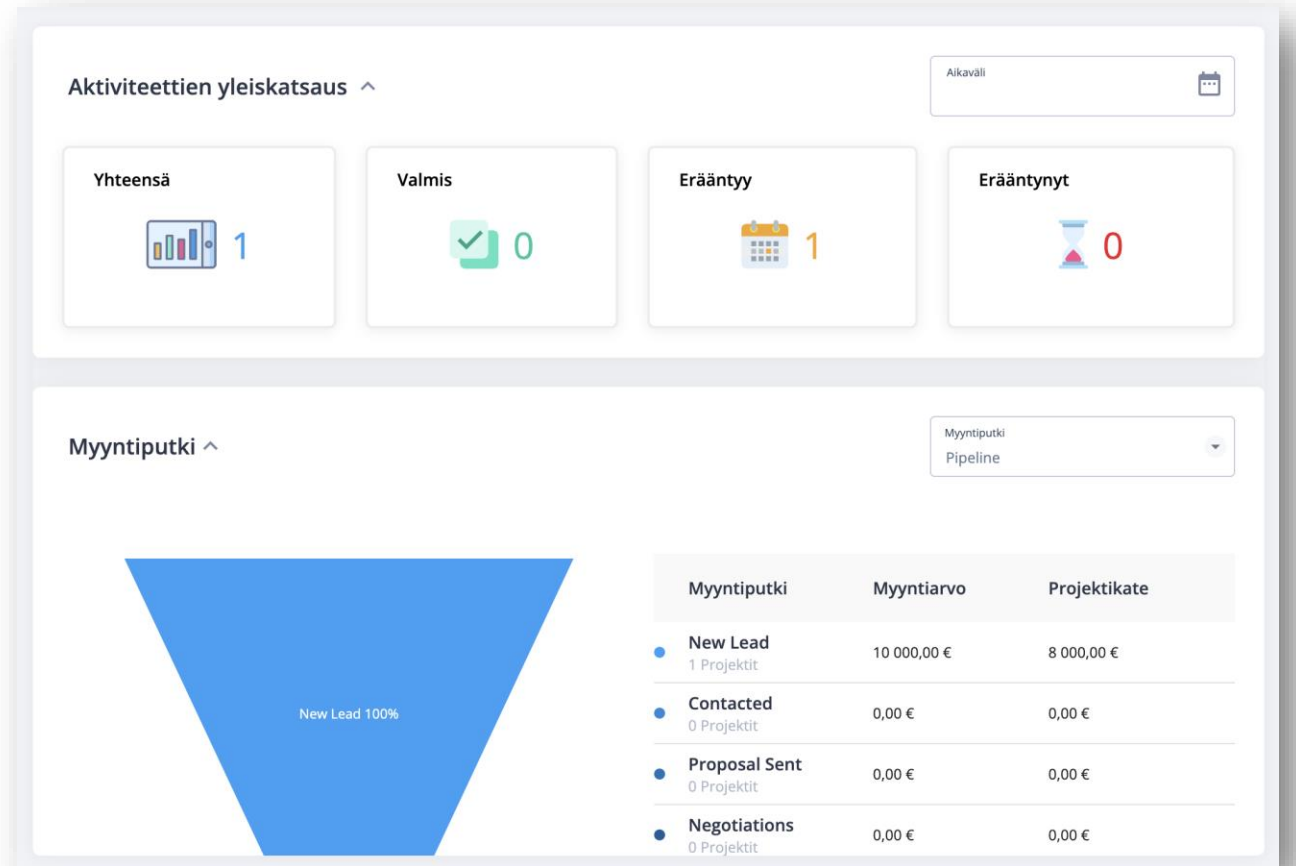 Aktiviteettien yleiskatsaus
Aikaväli
Yhteensä
Valmis
Erääntyy
Erääntynyt
1
0
1
0
Myyntiputki
Myyntiputki
Pipeline
New Lead 100%
Myyntiputki Myyntiarvo Projektikate
New Lead
1 Projektit
10 000,00 €
8 000,00 €
Contacted
0 Projektit
0,00 €
0,00 €
Proposal Sent
0 Projektit
0,00 €
0,00 €
Negotiations
0 Projektit
0,00 €
0,00 €